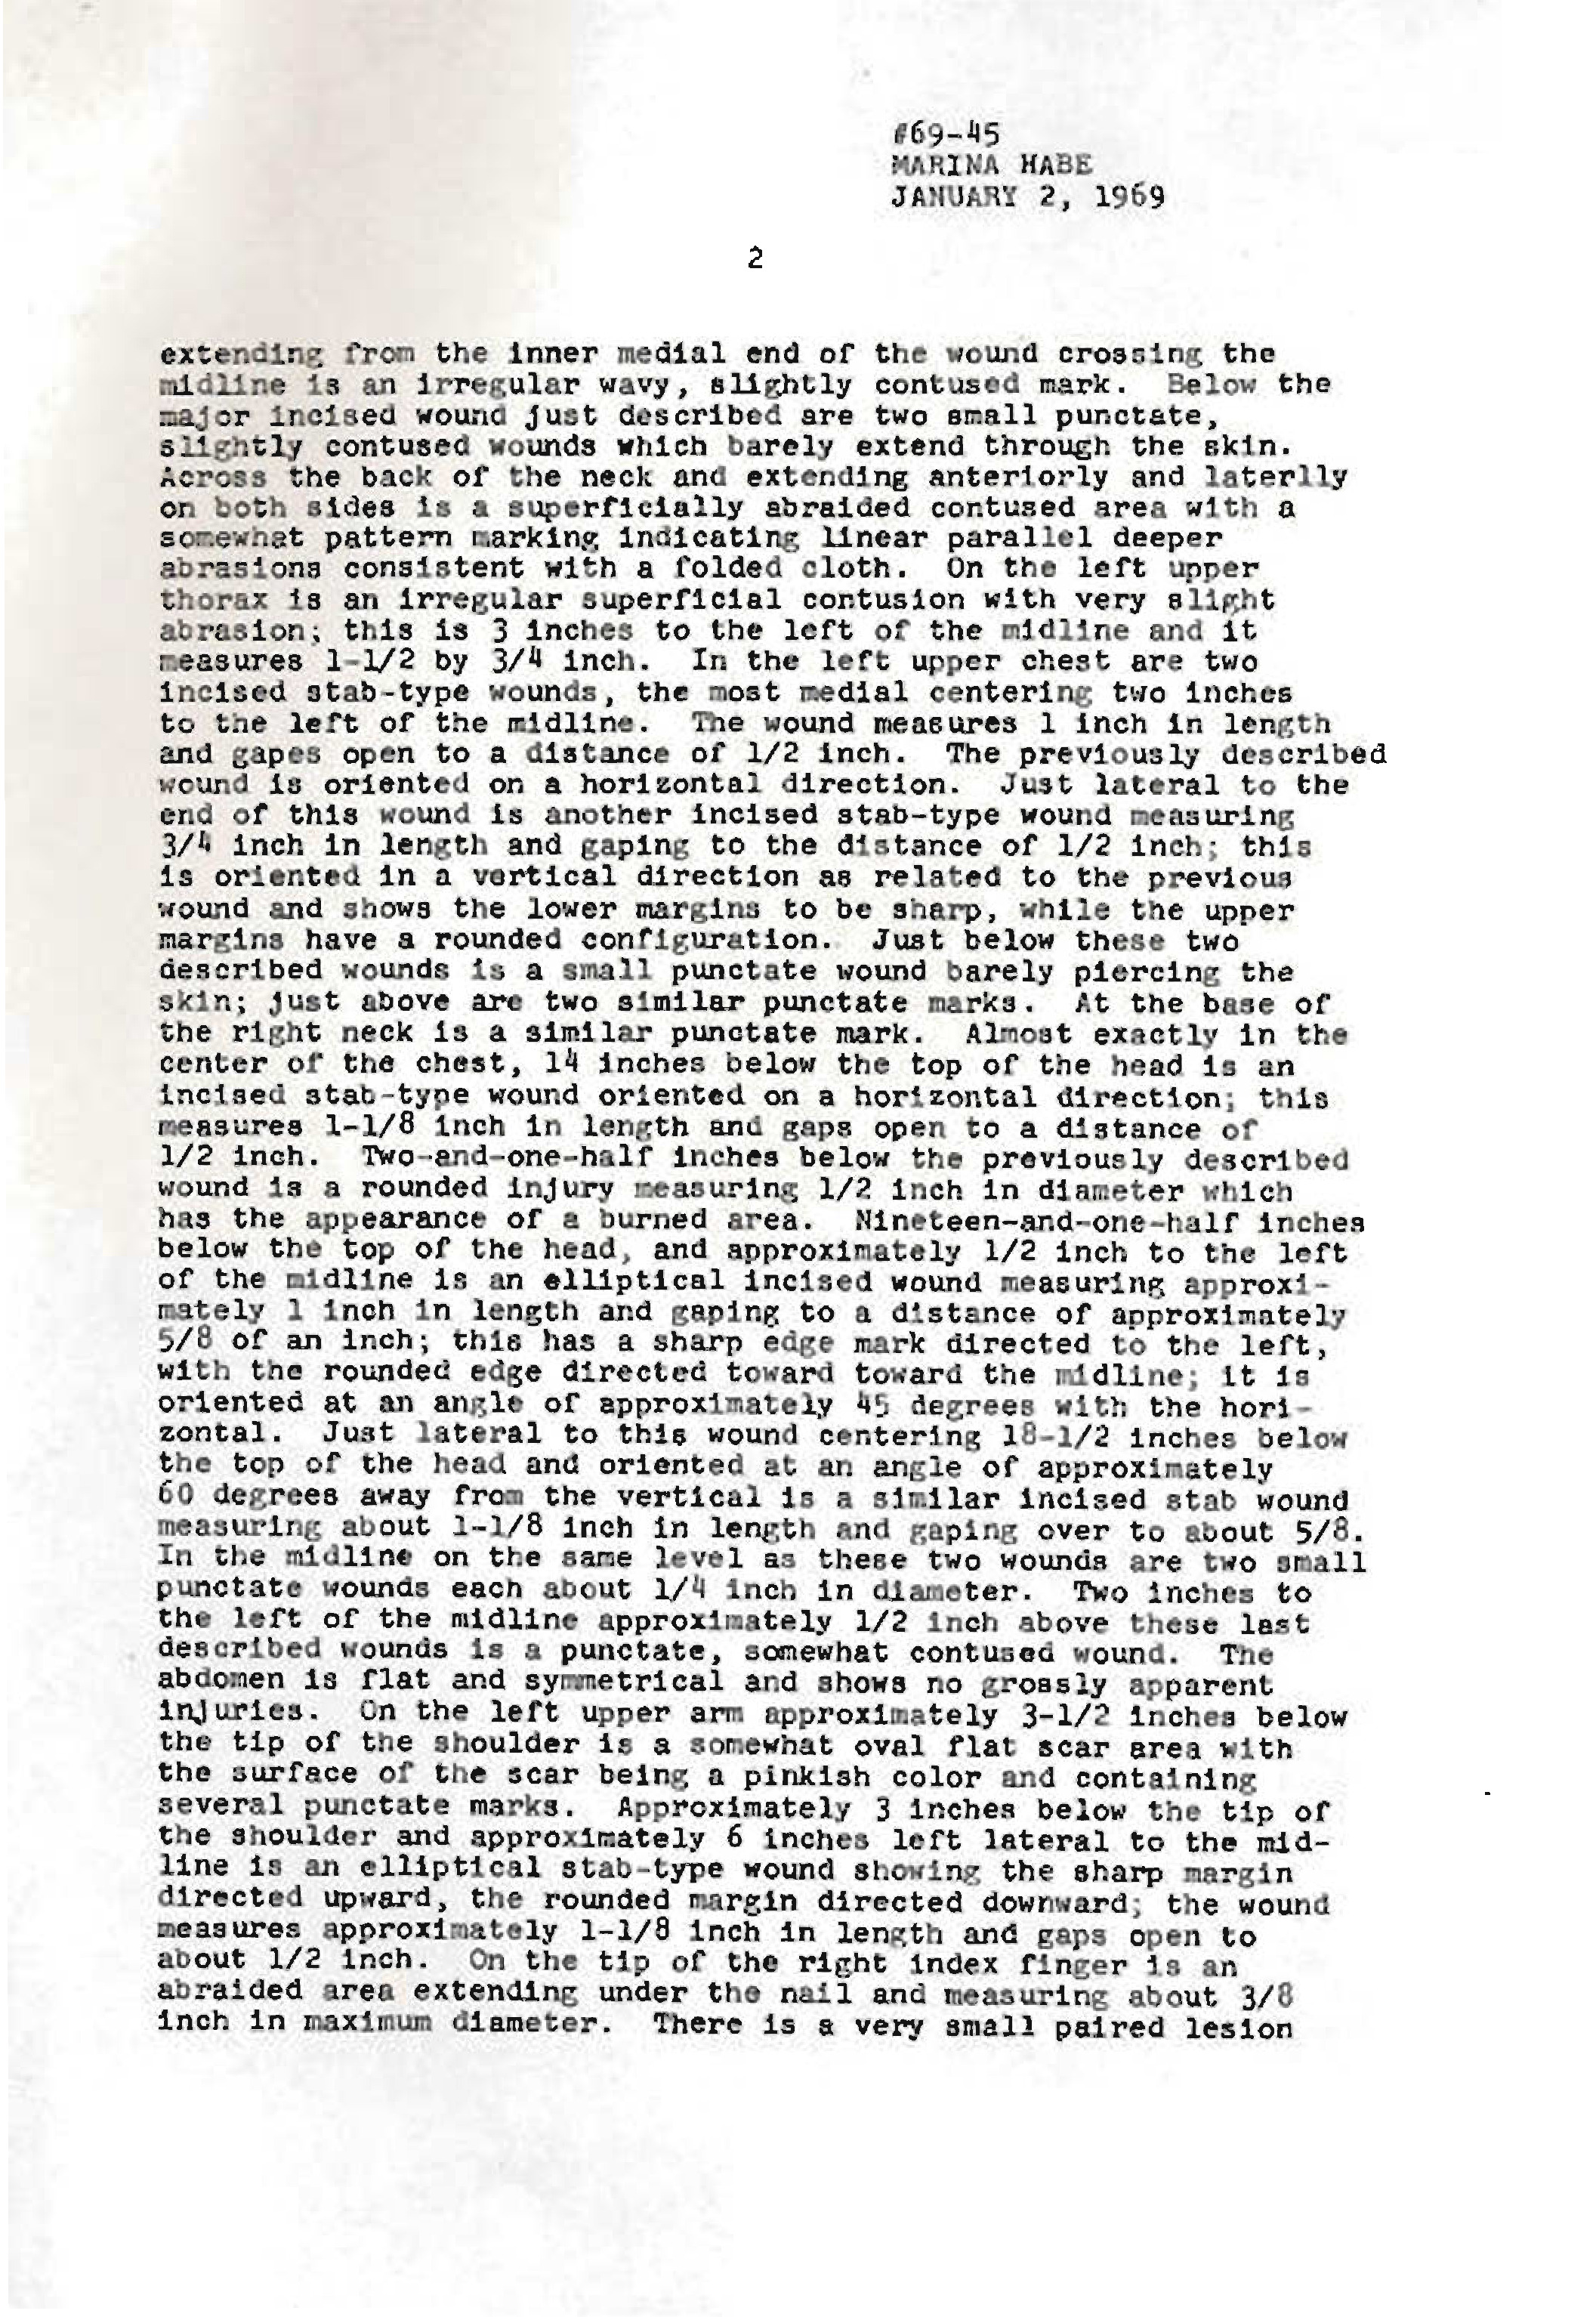 #69-45
MARINA HABE
JANUARY 2, 1969
2
extending from the inner medial end of the wound crossing the
midline is an irregular wavy, slightly contused mark. Below the
major incised wound just described are two small punctate,
slightly contused wounds which barely extend through the skin.
Across the back of the neck and extending anteriorly and laterlly
on both sides is a superficially abraided contused area with a
somewhat pattern marking indicating linear parallel deeper
abrasions consistent with a folded cloth. On the left upper
thorax is an irregular superficial contusion with very slight
abrasion; this is 3 inches to the left of the midline and it
measures 1-1/2 by 3/4 inch. In the left upper chest are two
incised stab-type wounds, the most medial centering two inches
to the left of the midline. The wound measures 1 inch in length
and gapes open to a distance of 1/2 inch. The previously described
wound is oriented on a horizontal direction. Just lateral to the
end of this wound is another incised stab-type wound measuring
3/4 inch in length and gaping to the distance of 1/2 inch; this
is oriented in a vertical direction as related to the previous
wound and shows the lower margins to be sharp, while the upper
margins have a rounded configuration. Just below these two
described wounds is a small punctate wound barely piercing the
skin; just above are two similar punctate marks. At the base of
the right neck is a similar punctate mark. Almost exactly in the
center of the chest, 14 inches below the top of the head is an
incised stab-type wound oriented on a horizontal direction; this
measures 1-1/8 inch in length and gaps open to a distance of
1/2 inch. Two-and-one-half inches below the previously described
wound is a rounded injury measuring 1/2 inch in diameter which
has the appearance of a burned area. Nineteen-and-one-half inches
below the top of the head, and approximately 1/2 inch to the left
of the midline is an elliptical incised wound measuring approxi-
mately 1 inch in length and gaping to a distance of approximately
5/8 of an inch; this has a sharp edge mark directed to the left,
with the rounded edge directed toward toward the midline; it is
oriented at an angle of approximately 45 degrees with the hori-
zontal. Just lateral to this wound centering 18-1/2 inches below
the top of the head and oriented at an angle of approximately
60 degrees away from the vertical is a similar incised stab wound
measuring about 1-1/8 inch in length and gaping over to about 5/8.
In the midline on the same level as these two wounds are two small
punctate wounds each about 1/4 inch in diameter. Two inches to
the left of the midline approximately 1/2 inch above these last
described wounds is a punctate, somewhat contused wound. The
abdomen is flat and symmetrical and shows no grossly apparent
injuries. On the left upper arm approximately 3-1/2 inches below
the tip of the shoulder is a somewhat oval flat scar area with
the surface of the scar being a pinkish color and containing
several punctate marks. Approximately 3 inches below the tip of
the shoulder and approximately 6 inches left lateral to the mid-
line is an elliptical stab-type wound showing the sharp margin
directed upward, the rounded margin directed downward; the wound
measures approximately 1-1/8 inch in length and gaps open to
about 1/2 inch. On the tip of the right index finger is an
abraided area extending under the nail and measuring about 3/8
inch in maximum diameter. There is a very small paired lesion